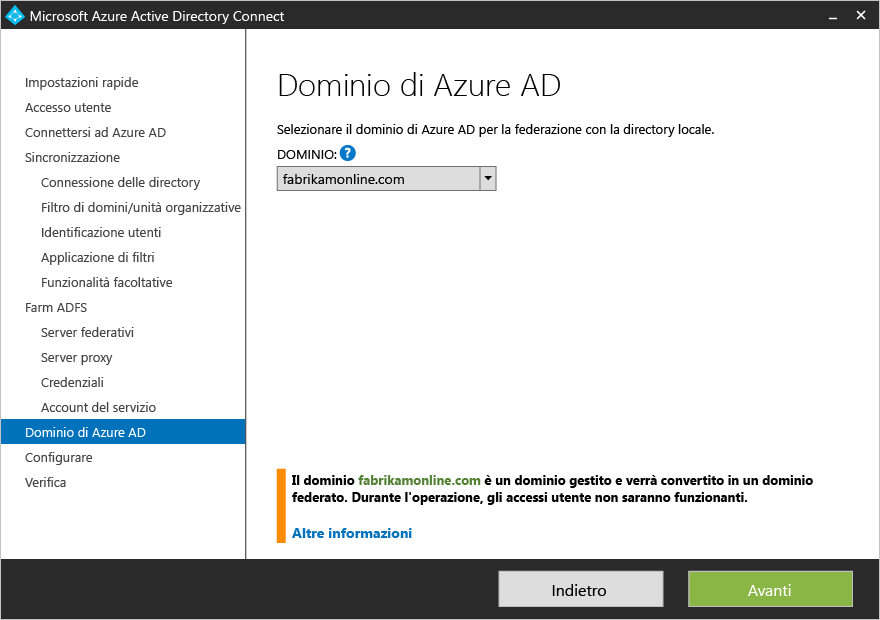 Microsoft Azure Active Directory Connect
Impostazioni rapide
Accesso utente
Connettersi ad Azure AD
Sincronizzazione
Connessione delle directory
Filtro di domini/unità organizzative
Identificazione utenti
Applicazione di filtri
Funzionalità facoltative
Farm ADFS
Server federativi
Server proxy
Credenziali
Account del servizio
Dominio di Azure AD
Configurare
Verifica
Dominio di Azure AD
Selezionare il dominio di Azure AD per la federazione con la directory locale.
DOMINIO: ?
fabrikamonline.com
Il dominio fabrikamonline.com è un dominio gestito e verrà convertito in un dominio
federato. Durante l'operazione, gli accessi utente non saranno funzionanti.
Altre informazioni
Indietro
Avanti